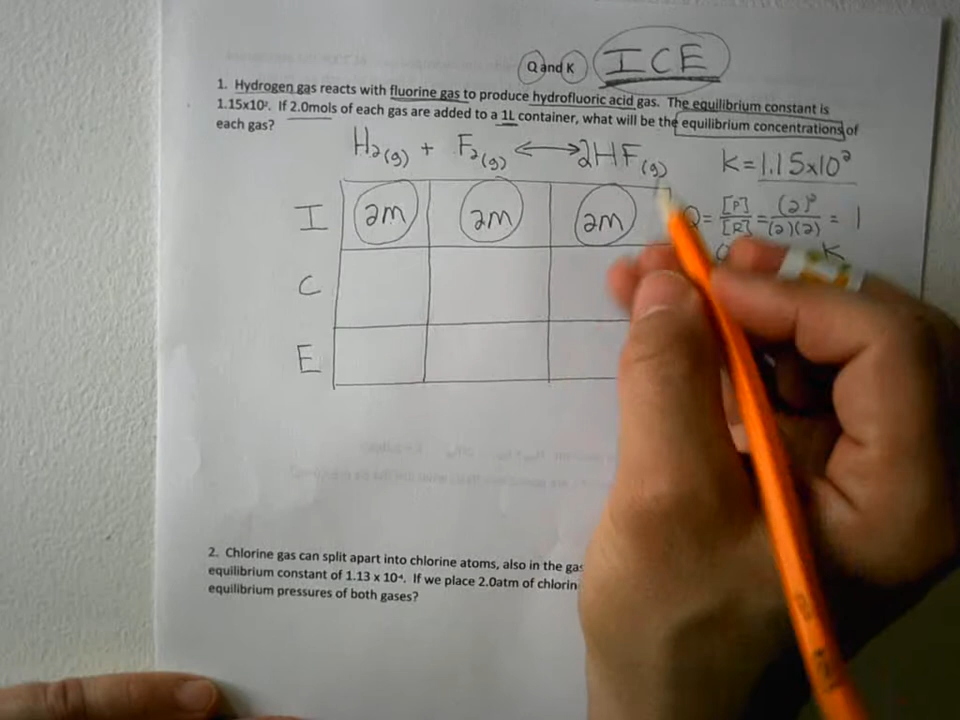 Q and K ICE
1. Hydrogen gas reacts with fluorine gas to produce hydrofluoric acid gas. The equilibrium constant is
1.15x10². If 2.0mols of each gas are added to a 1L container, what will be the equilibrium concentrations of
each gas?
H₂(g) + F₂(g) ⟷ 2HF(g) K = 1.15x10²
I 2M 2M 2M Q = [P]/[R] = (2)²/(2)(2) = 1
K
C
E
2. Chlorine gas can split apart into chlorine atoms, also in the gas
equilibrium constant of 1.13 x 10⁻⁴. If we place 2.0atm of chlorin
equilibrium pressures of both gases?